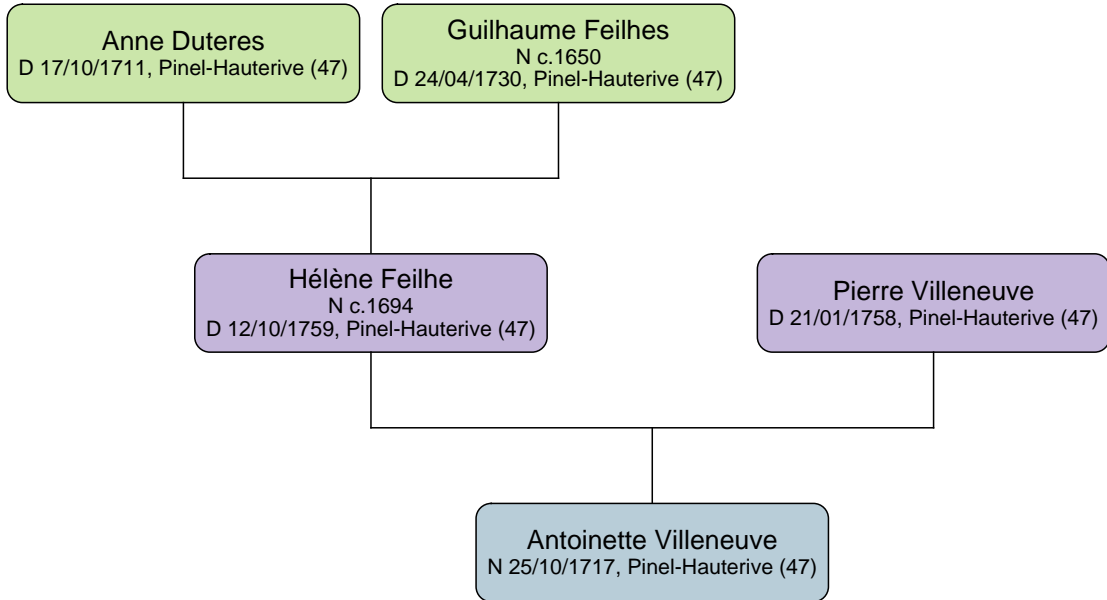 Anne Duteres
D 17/10/1711, Pinel-Hauterive (47)
Guilhaume Feilhes
N c.1650
D 24/04/1730, Pinel-Hauterive (47)
Hélène Feilhe
N c.1694
D 12/10/1759, Pinel-Hauterive (47)
Pierre Villeneuve
D 21/01/1758, Pinel-Hauterive (47)
Antoinette Villeneuve
N 25/10/1717, Pinel-Hauterive (47)